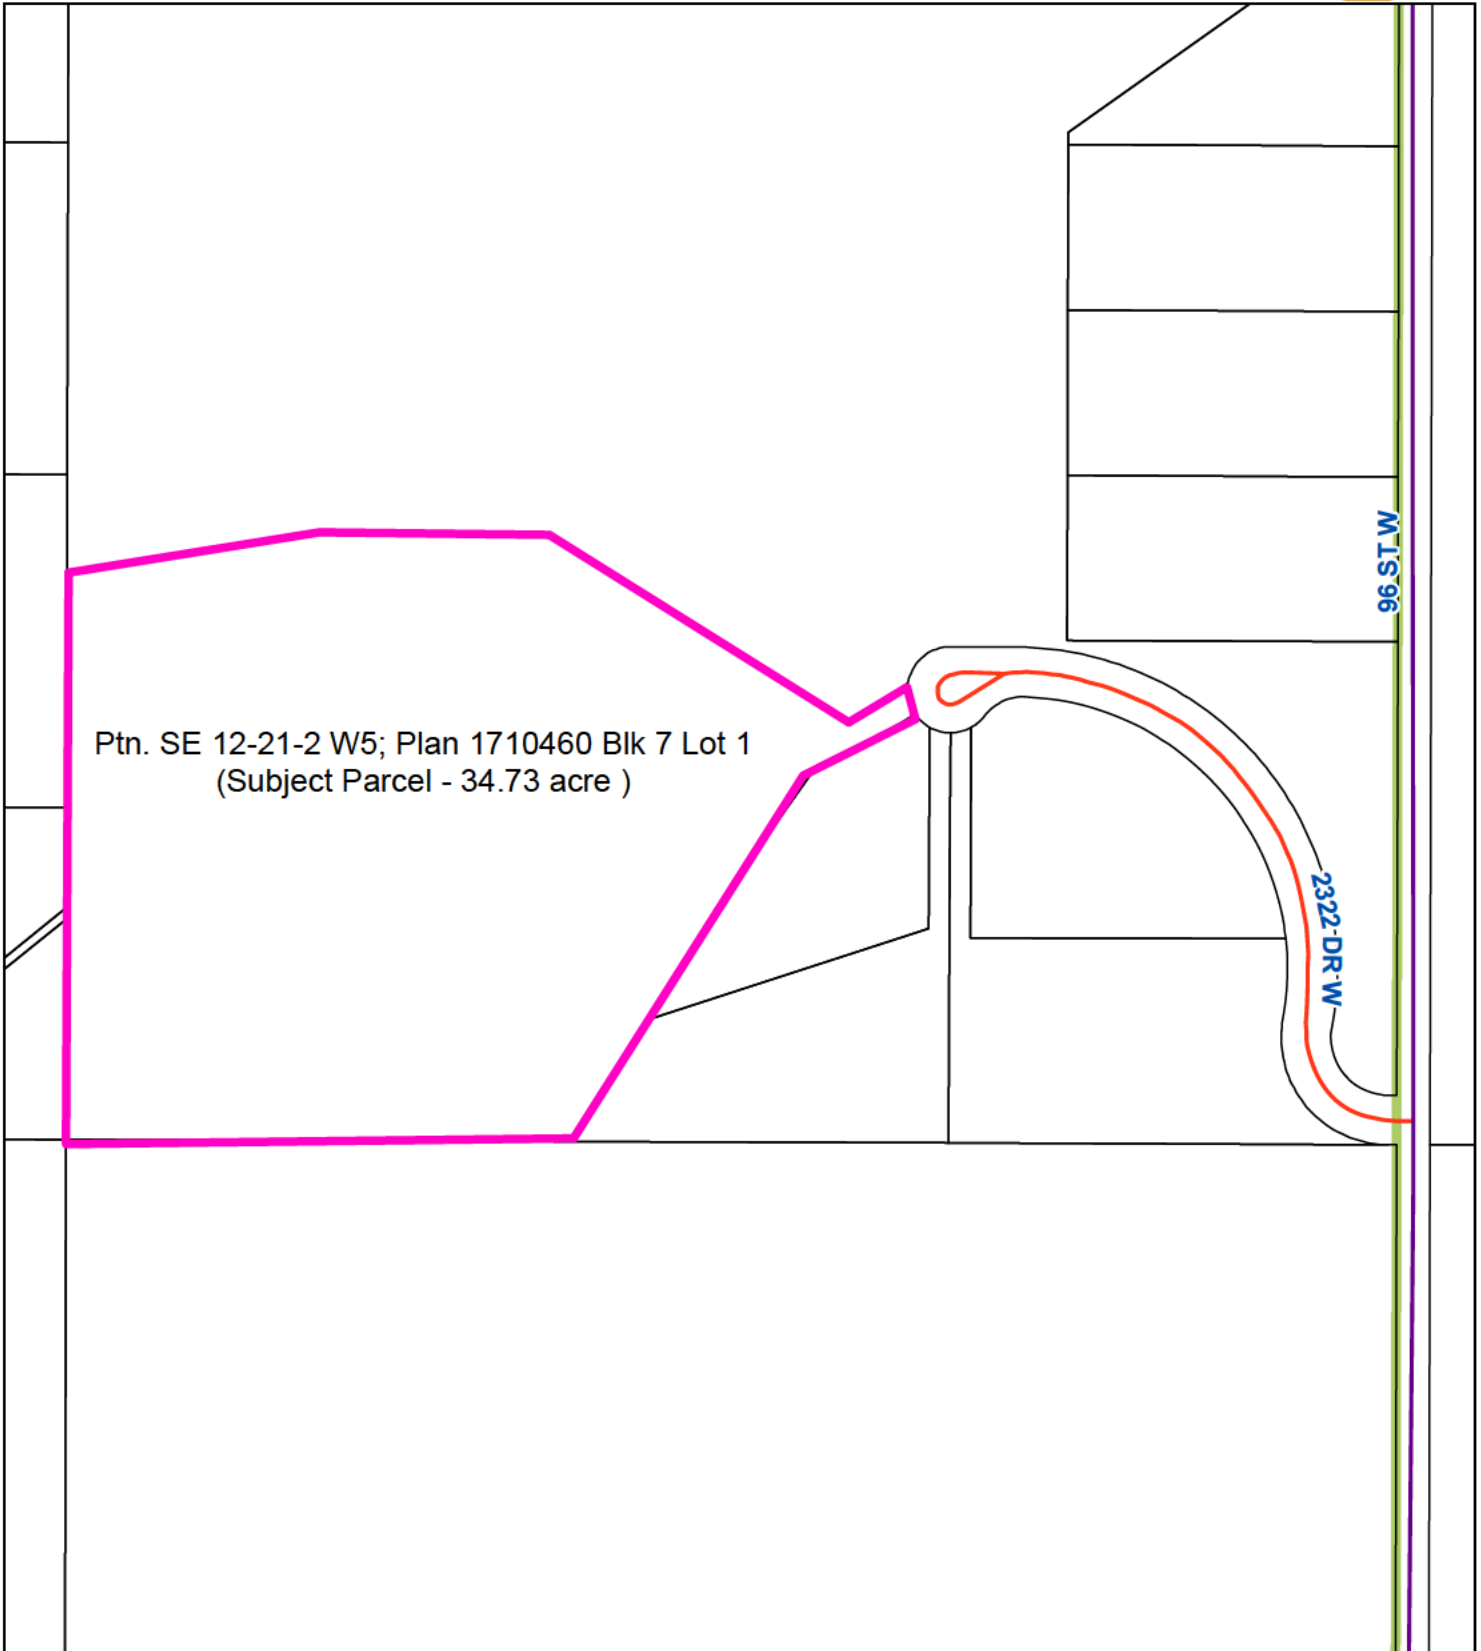 96 ST W
Ptn. SE 12-21-2 W5; Plan 1710460 Blk 7 Lot 1
(Subject Parcel - 34.73 acre )
2322 DR W